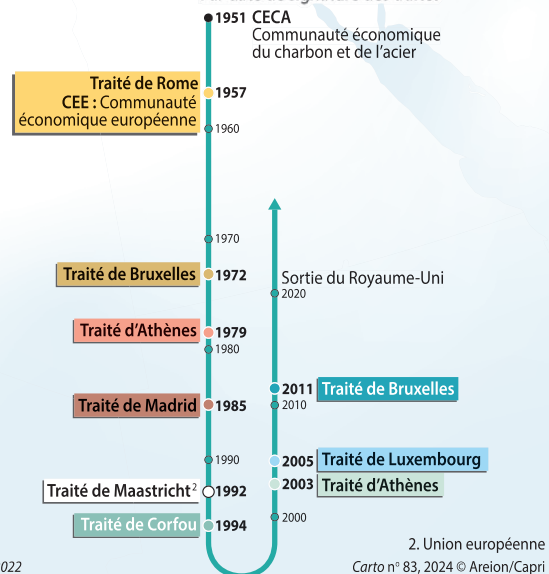 1951 CECA
Communauté économique
du charbon et de l'acier
Traité de Rome
CEE : Communauté
économique européenne
1957
1960
1970
Traité de Bruxelles
1972
Traité d'Athènes
1979
1980
Traité de Madrid
1985
1990
Traité de Maastricht²
1992
Traité de Corfou
1994
Sortie du Royaume-Uni
2020
2011 Traité de Bruxelles
2010
2005 Traité de Luxembourg
2003 Traité d'Athènes
2000
2. Union européenne
2022
Carto n° 83, 2024 © Areion/Capri